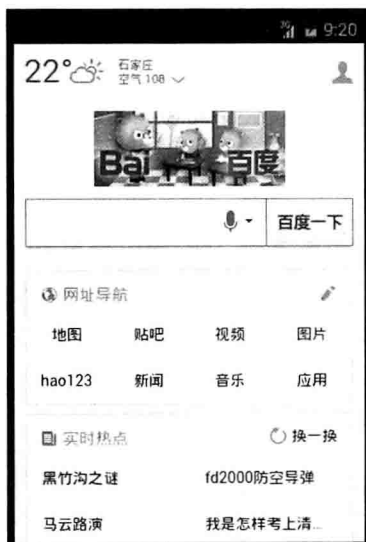 3G 9:20
22° 石家庄
空气 108
Bai 百度
百度一下
网址导航
地图 贴吧 视频 图片
hao123 新闻 音乐 应用
实时热点 换一换
黑竹沟之谜 fd2000防空导弹
马云路演 我是怎样考上清...